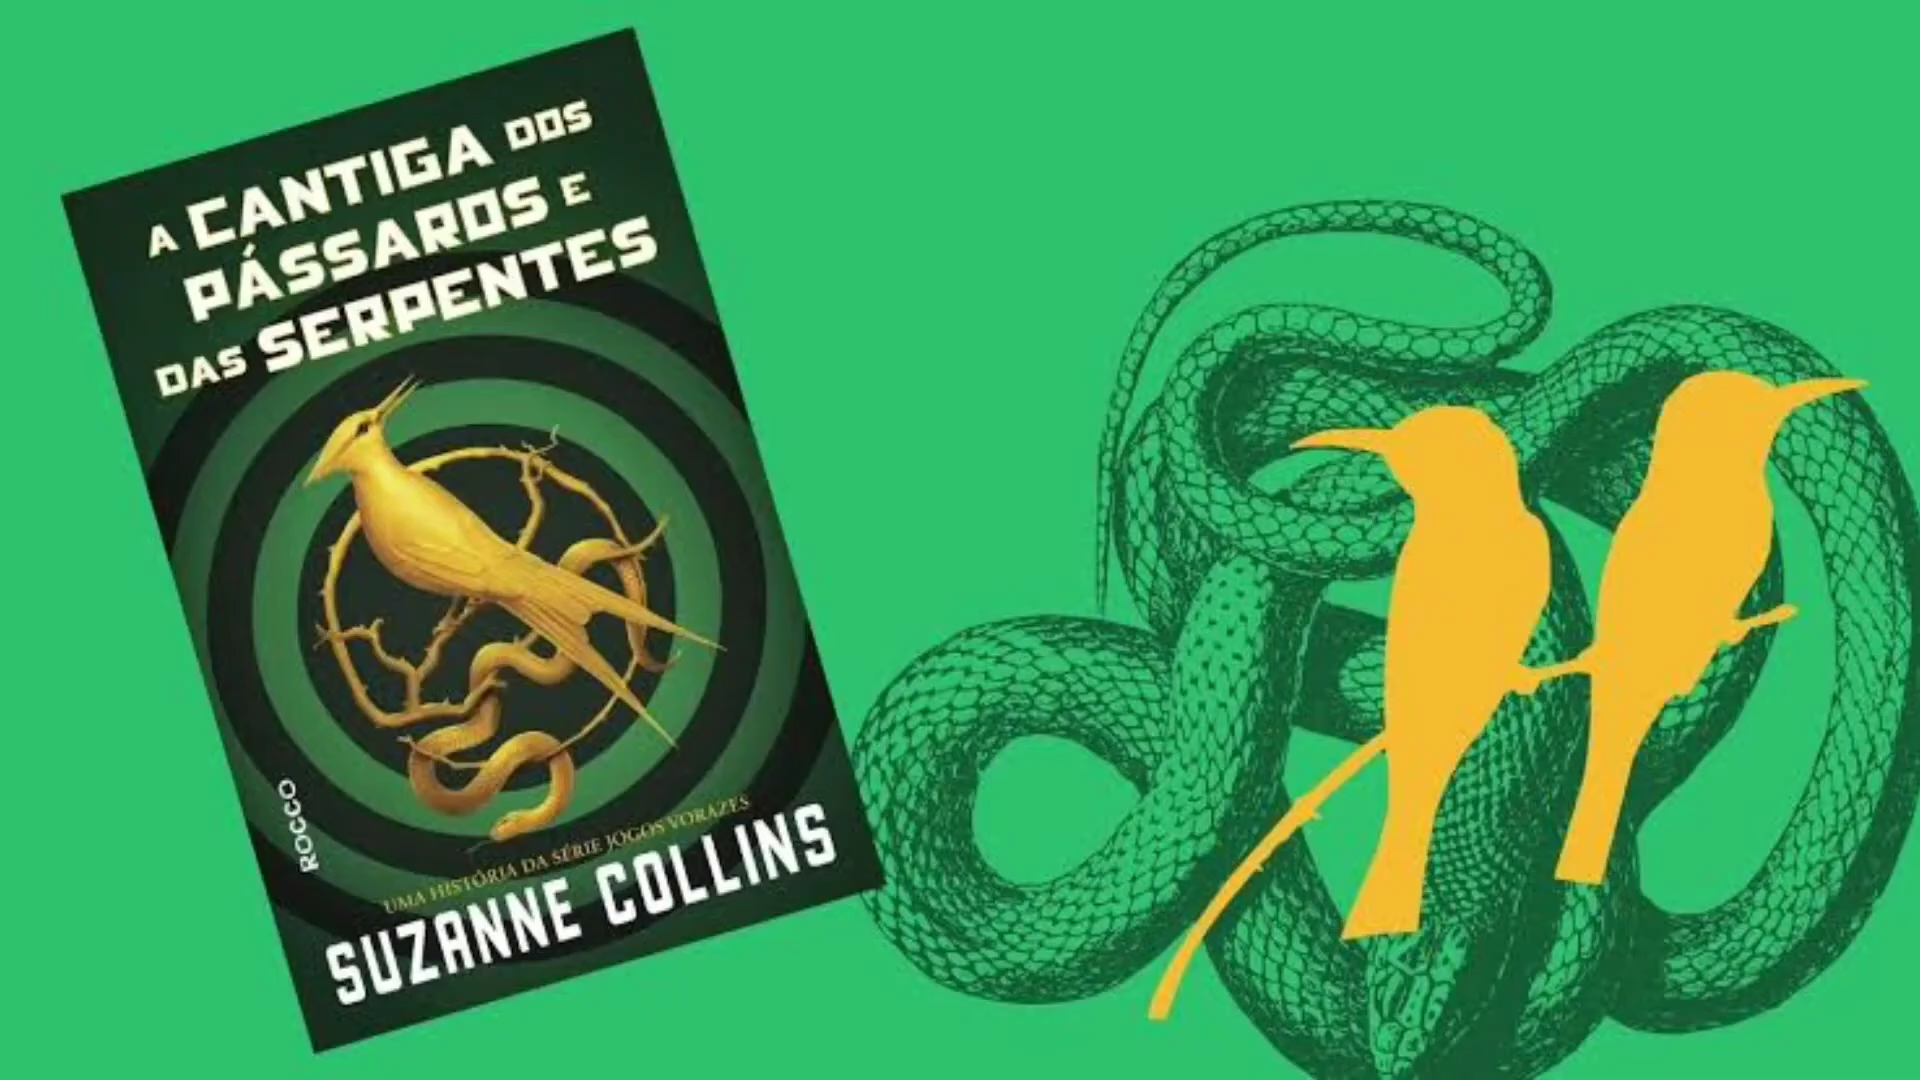 A CANTIGA DOS
PÁSSAROS E
DAS SERPENTES
ROCCO
UMA HISTÓRIA DA SÉRIE JOGOS VORAZES
SUZANNE COLLINS